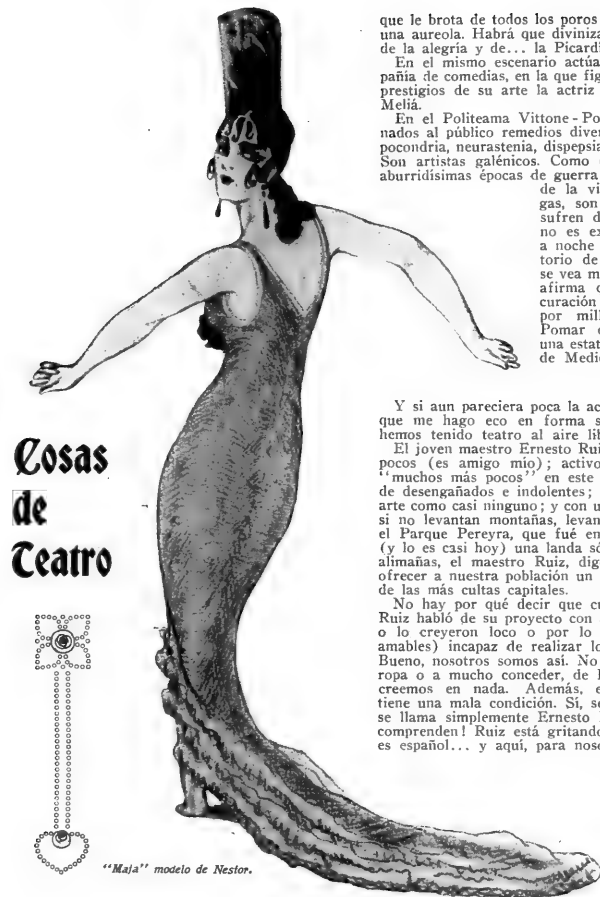 que le brota de todos los poros
una aureola. Habrá que diviniza
de la alegría y de... la Picardí
En el mismo escenario actúa
pañía de comedias, en la que fig
prestigios de su arte la actriz
Meliá.
En el Politeama Vittone-Po
nados al público remedios diver
pocondria, neurastenia, dispepsia
Son artistas galénicos. Como
aburridísimas épocas de guerra
de la vi
gas, son
sufren d
no es ex
a noche
torio de
se vea m
afirma
curación
por mill
Pomar
una estat
de Medi
Y si aun pareciera poca la ac
que me hago eco en forma s
hemos tenido teatro al aire lib
El joven maestro Ernesto Rui
pocos (es amigo mío); activo
"muchos más pocos" en este
de desengañados e indolentes;
arte como casi ninguno; y con u
si no levantan montañas, levan
el Parque Pereyra, que fué en
(y lo es casi hoy) una landa só
alimañas, el maestro Ruiz, dig
ofrecer a nuestra población un
de las más cultas capitales.
No hay por qué decir que cu
Ruiz habló de su proyecto con
o lo creyeron loco o por lo
amables) incapaz de realizar lo
Bueno, nosotros somos así. No
ropa o a mucho conceder, de
creemos en nada. Además, e
tiene una mala condición. Sí, se
se llama simplemente Ernesto
comprenden! Ruiz está gritando
es español... y aquí, para noso
Cosas
de
Teatro
"Maja" modelo de Nestor.